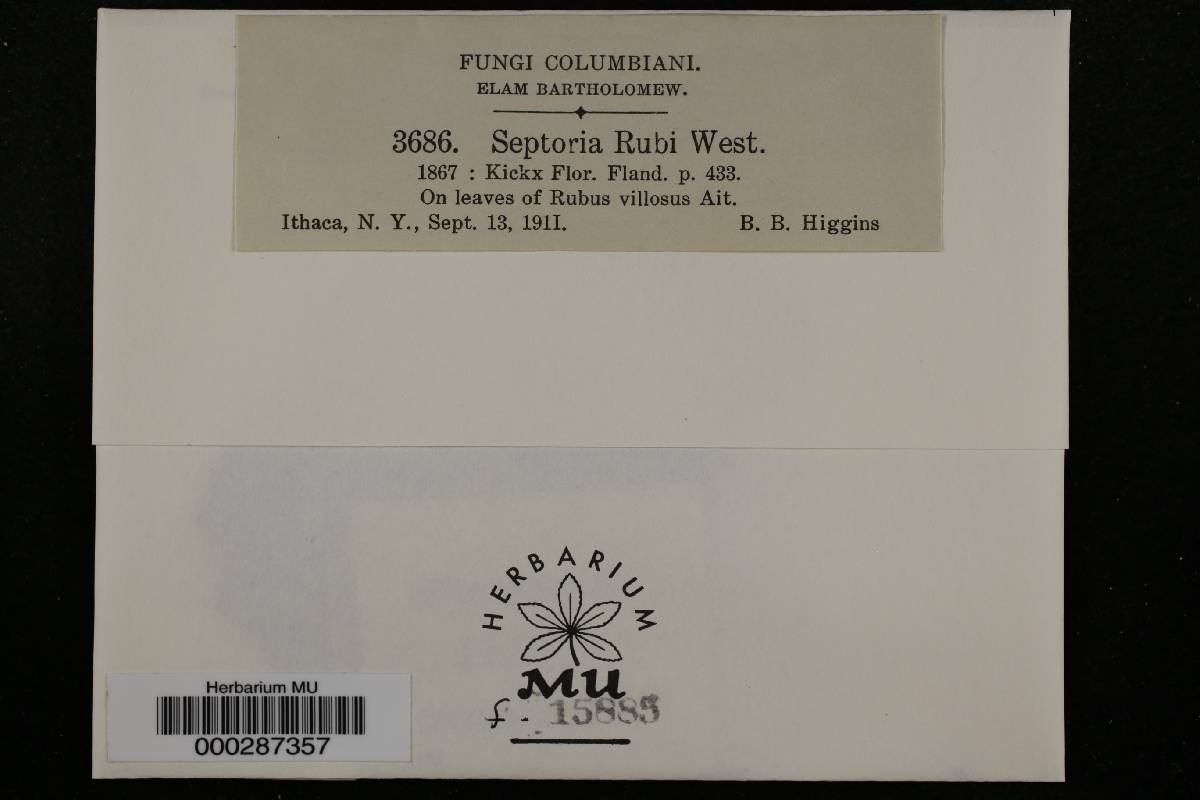 FUNGI COLUMBIANI.
ELAM BARTHOLOMEW.
3686. Septoria Rubi West.
1867 : Kickx Flor. Fland. p. 433.
On leaves of Rubus villosus Ait.
Ithaca, N. Y., Sept. 13, 1911. B. B. Higgins
HERBARIUM
MU
f. 15885
Herbarium MU
000287357